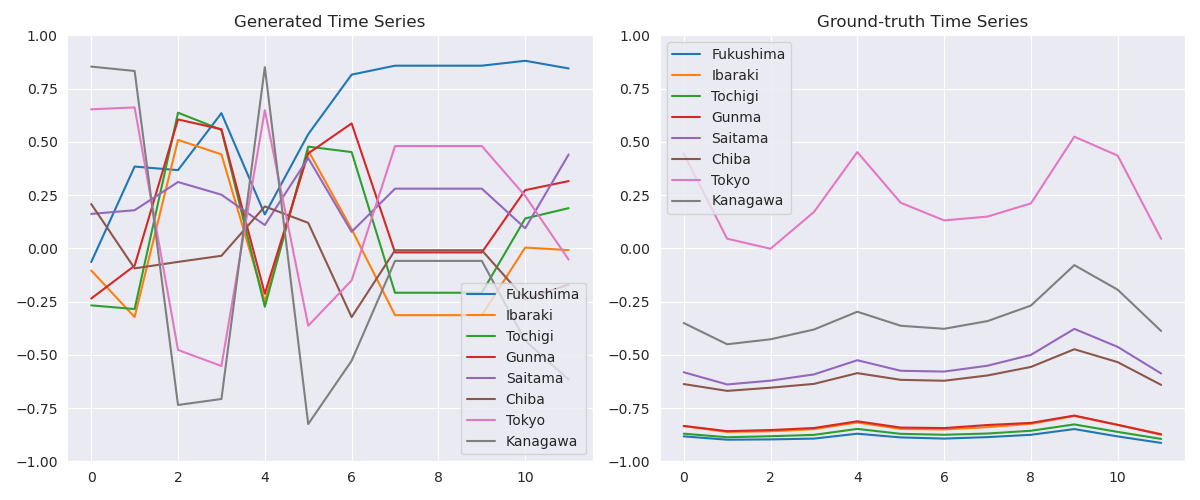 Generated Time Series
1.00
0.75
0.50
0.25
0.00
−0.25
−0.50
−0.75
−1.00
0 2 4 6 8 10
Fukushima
Ibaraki
Tochigi
Gunma
Saitama
Chiba
Tokyo
Kanagawa
Ground-truth Time Series
1.00
0.75
0.50
0.25
0.00
−0.25
−0.50
−0.75
−1.00
0 2 4 6 8 10
Fukushima
Ibaraki
Tochigi
Gunma
Saitama
Chiba
Tokyo
Kanagawa